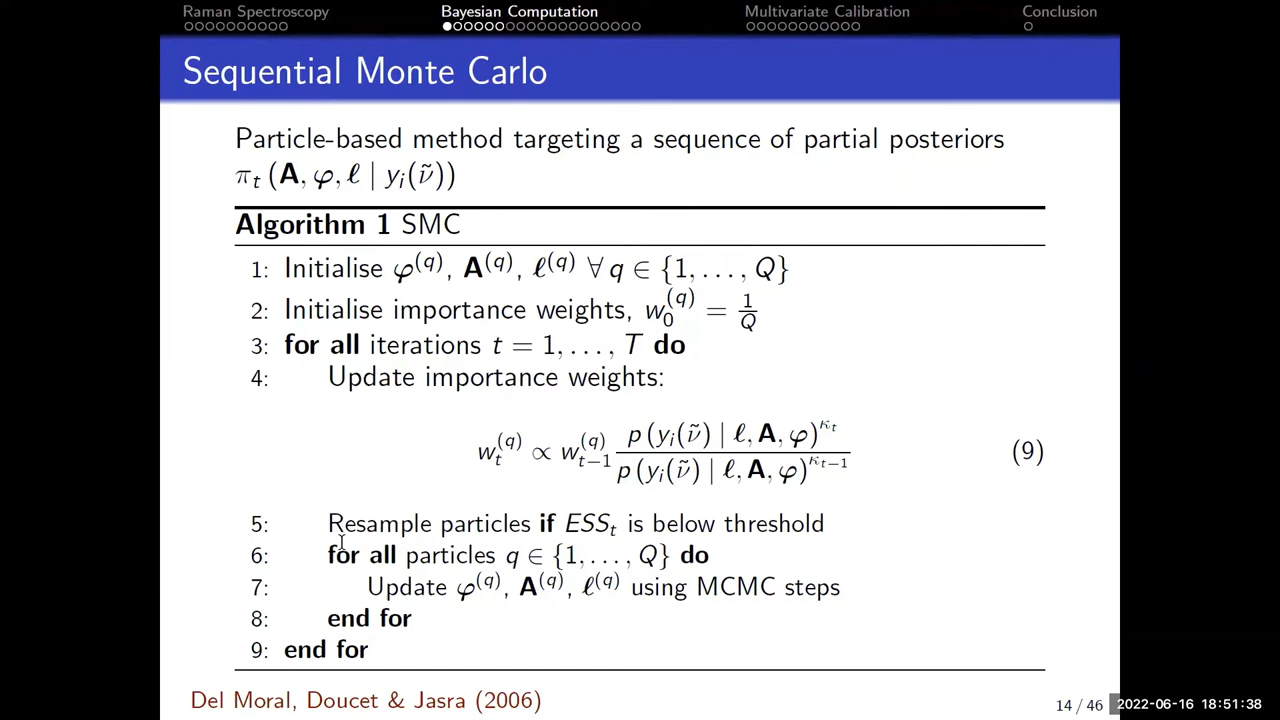 Raman Spectroscopy Bayesian Computation Multivariate Calibration Conclusion
Sequential Monte Carlo
Particle-based method targeting a sequence of partial posteriors
π_t (A, φ, ℓ | y_i(ν̃))
Algorithm 1 SMC
1: Initialise φ^(q), A^(q), ℓ^(q) ∀ q ∈ {1, . . . , Q}
2: Initialise importance weights, w_0^(q) = 1/Q
3: for all iterations t = 1, . . . , T do
4: Update importance weights:
w_t^(q) ∝ w_{t−1}^(q) p (y_i(ν̃) | ℓ, A, φ)^{κ_t} / p (y_i(ν̃) | ℓ, A, φ)^{κ_{t−1}} (9)
5: Resample particles if ESS_t is below threshold
6: for all particles q ∈ {1, . . . , Q} do
7: Update φ^(q), A^(q), ℓ^(q) using MCMC steps
8: end for
9: end for
Del Moral, Doucet & Jasra (2006)
14 / 46 2022-06-16 18:51:38